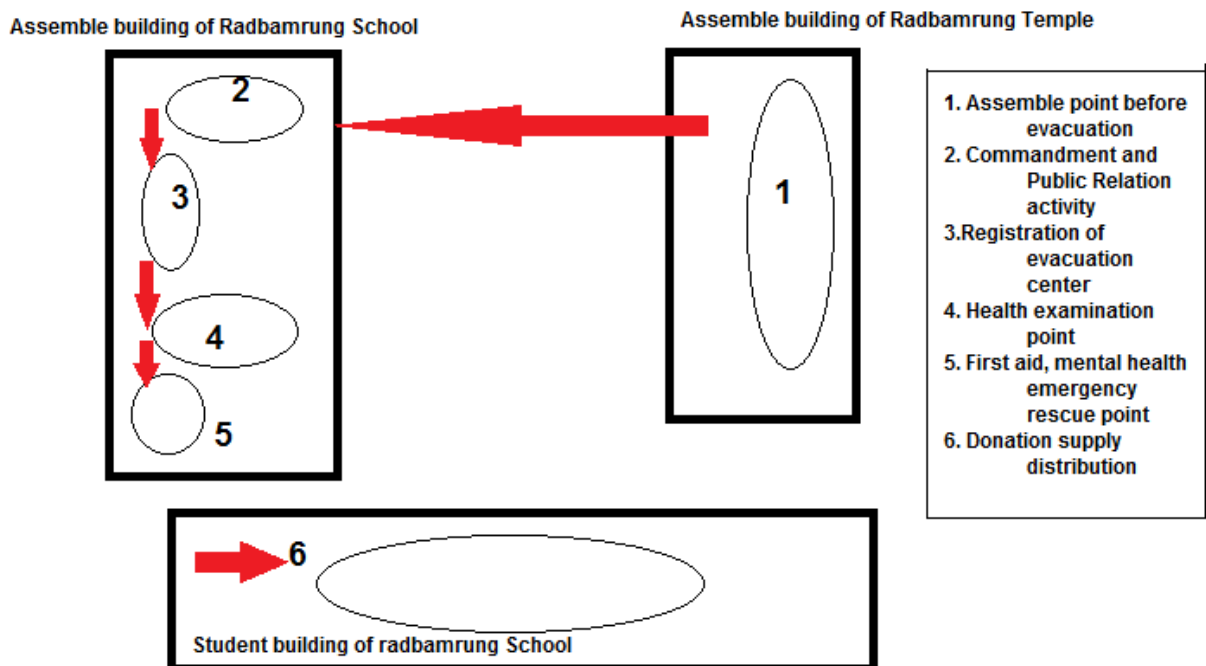 Assemble building of Radbamrung School
Assemble building of Radbamrung Temple
2
3
4
5
1
1. Assemble point before
evacuation
2. Commandment and
Public Relation
activity
3.Registration of
evacuation
center
4. Health examination
point
5. First aid, mental health
emergency
rescue point
6. Donation supply
distribution
6
Student building of radbamrung School